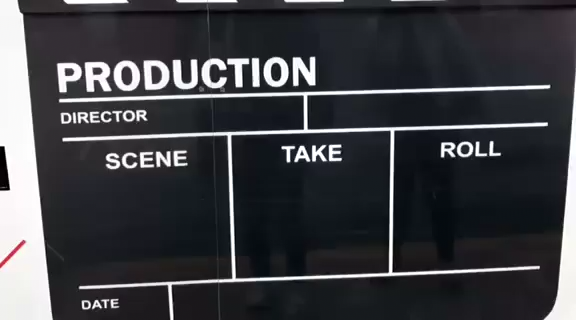 PRODUCTION
DIRECTOR
SCENE TAKE ROLL
DATE